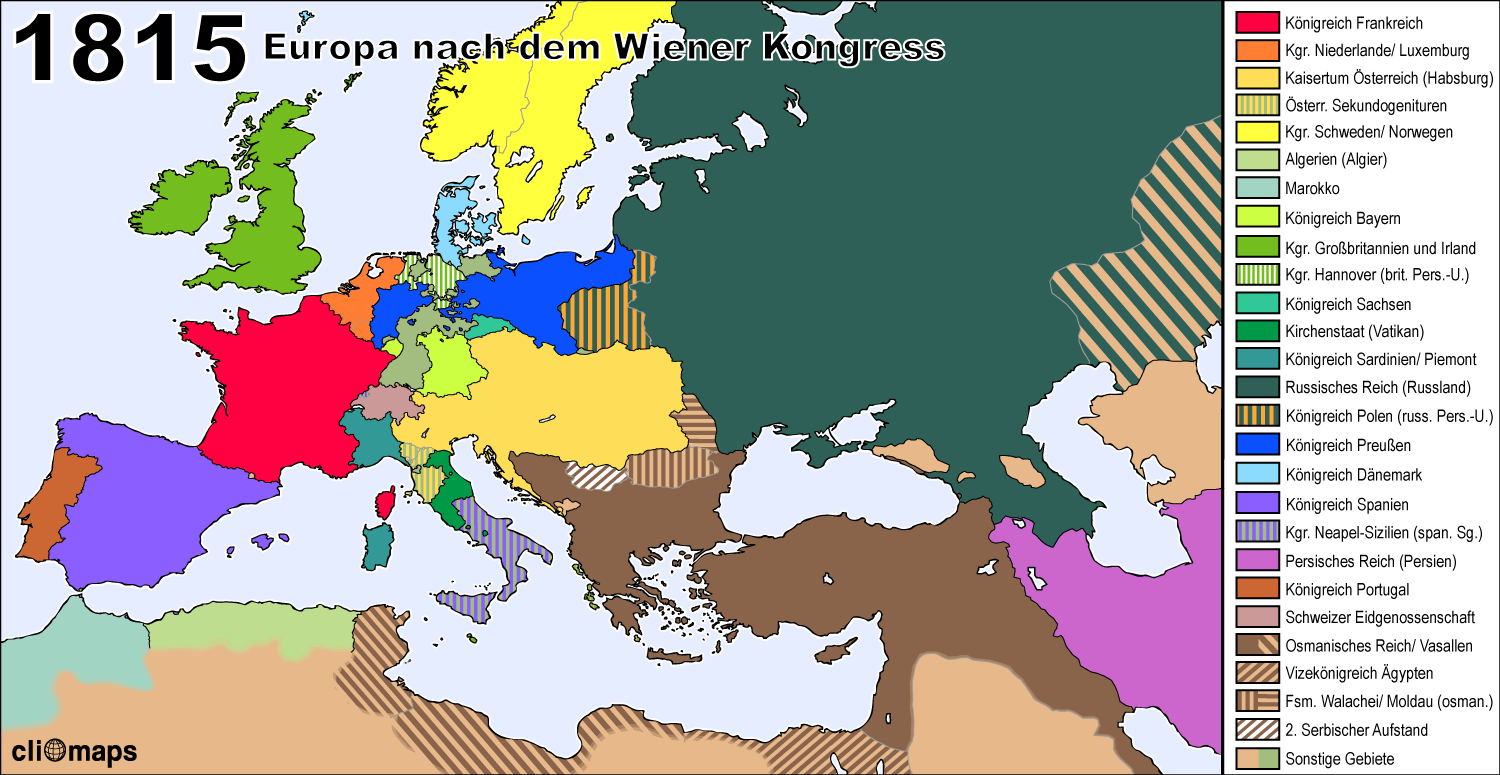 1815 Europa nach dem Wiener Kongress
Königreich Frankreich
Kgr. Niederlande/ Luxemburg
Kaisertum Österreich (Habsburg)
Österr. Sekundogenituren
Kgr. Schweden/ Norwegen
Algerien (Algier)
Marokko
Königreich Bayern
Kgr. Großbritannien und Irland
Kgr. Hannover (brit. Pers.-U.)
Königreich Sachsen
Kirchenstaat (Vatikan)
Königreich Sardinien/ Piemont
Russisches Reich (Russland)
Königreich Polen (russ. Pers.-U.)
Königreich Preußen
Königreich Dänemark
Königreich Spanien
Kgr. Neapel-Sizilien (span. Sg.)
Persisches Reich (Persien)
Königreich Portugal
Schweizer Eidgenossenschaft
Osmanisches Reich/ Vasallen
Vizekönigreich Ägypten
Fsm. Walachei/ Moldau (osman.)
2. Serbischer Aufstand
Sonstige Gebiete
cliomaps